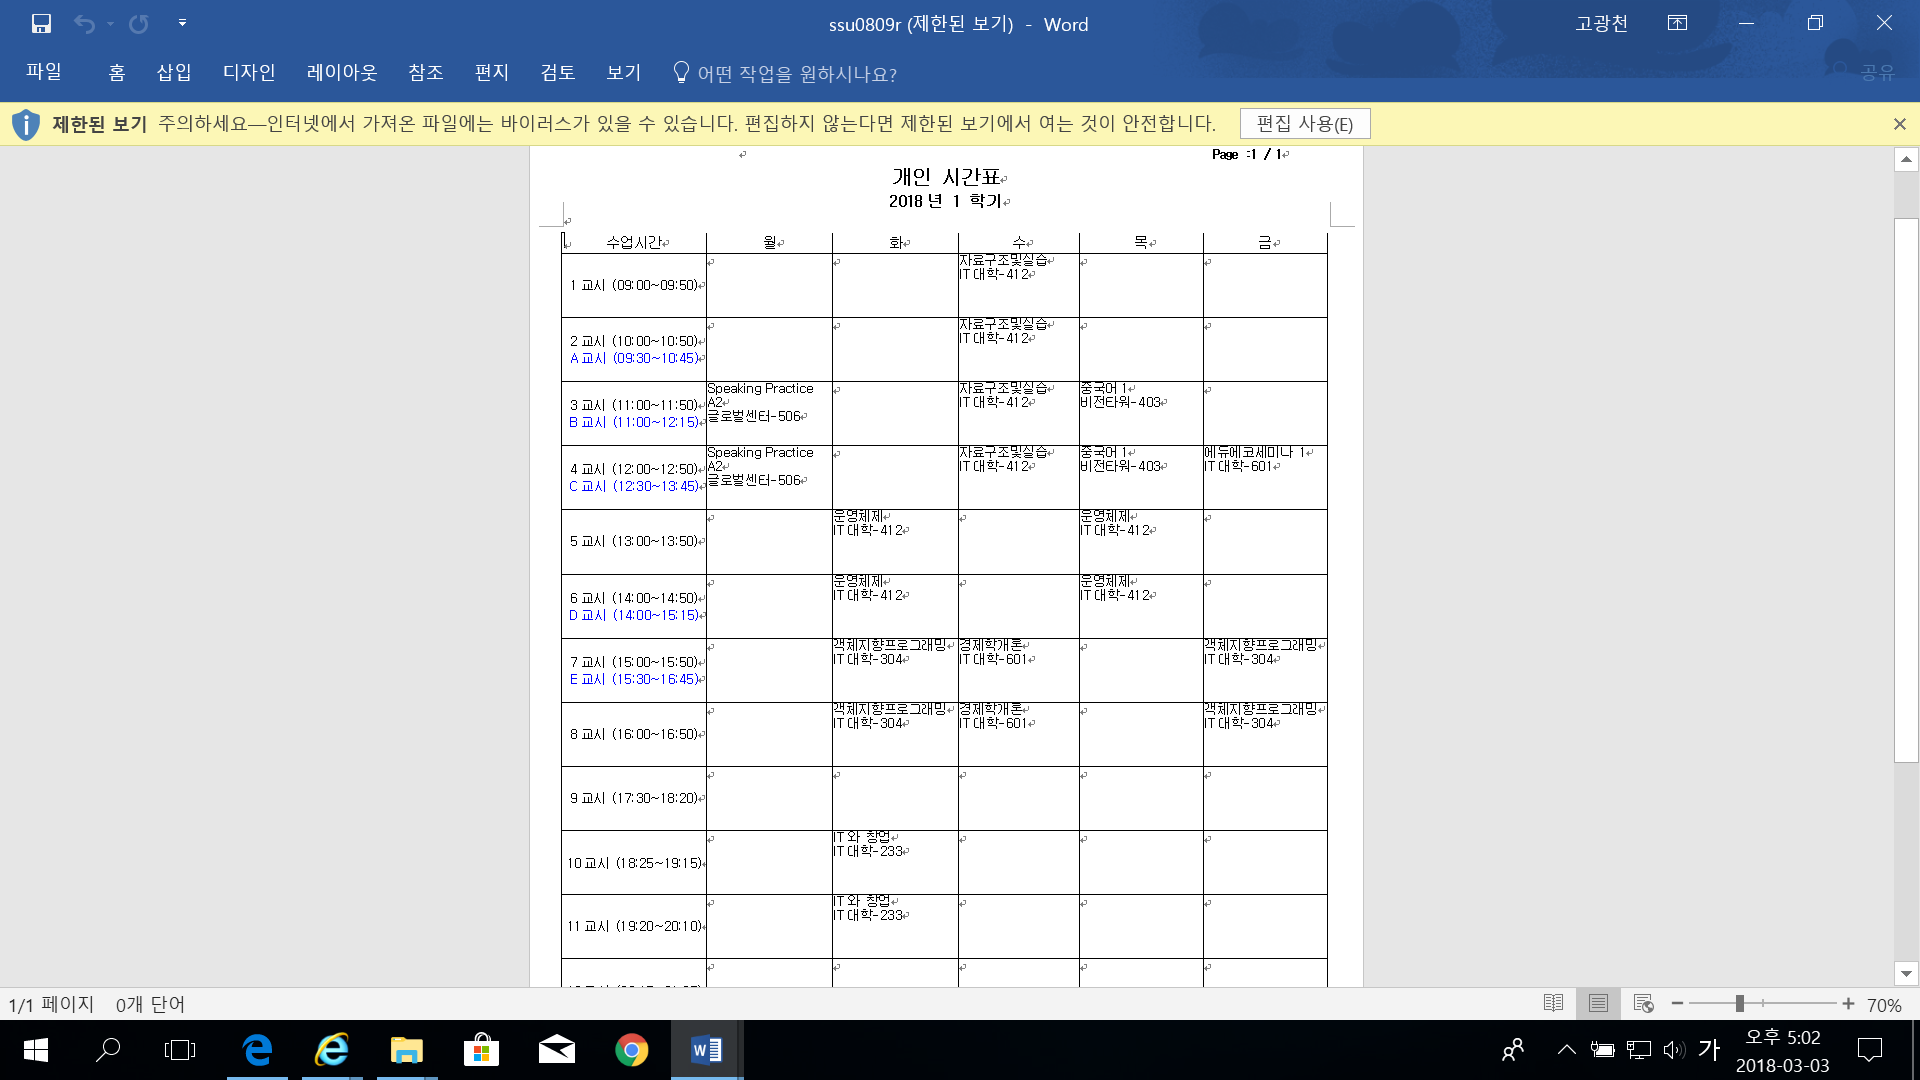 ssu0809r (제한된 보기) - Word
고광천
파일 홈 삽입 디자인 레이아웃 참조 편지 검토 보기 어떤 작업을 원하시나요? 공유
제한된 보기 주의하세요—인터넷에서 가져온 파일에는 바이러스가 있을 수 있습니다. 편집하지 않는다면 제한된 보기에서 여는 것이 안전합니다. 편집 사용(E)
Page :1 / 1
개인 시간표
2018 년 1 학기
수업시간 월 화 수 목 금
자료구조및실습
IT 대학-412
1 교시 (09:00~09:50)
자료구조및실습
IT 대학-412
2 교시 (10:00~10:50)
A 교시 (09:30~10:45)
Speaking Practice 자료구조및실습 중국어 1
A2 IT 대학-412 비전타워-403
3 교시 (11:00~11:50)
글로벌센터-506
B 교시 (11:00~12:15)
Speaking Practice 자료구조및실습 중국어 1 에듀에코세미나 1
A2 IT 대학-412 비전타워-403 IT 대학-601
4 교시 (12:00~12:50)
글로벌센터-506
C 교시 (12:30~13:45)
운영체제 운영체제
IT 대학-412 IT 대학-412
5 교시 (13:00~13:50)
운영체제 운영체제
IT 대학-412 IT 대학-412
6 교시 (14:00~14:50)
D 교시 (14:00~15:15)
객체지향프로그래밍 경제학개론 객체지향프로그래밍
IT 대학-304 IT 대학-601 IT 대학-304
7 교시 (15:00~15:50)
E 교시 (15:30~16:45)
객체지향프로그래밍 경제학개론 객체지향프로그래밍
IT 대학-304 IT 대학-601 IT 대학-304
8 교시 (16:00~16:50)
9 교시 (17:30~18:20)
IT 와 창업
IT 대학-233
10 교시 (18:25~19:15)
IT 와 창업
IT 대학-233
11 교시 (19:20~20:10)
1/1 페이지 0개 단어 70%
가 오후 5:02
2018-03-03